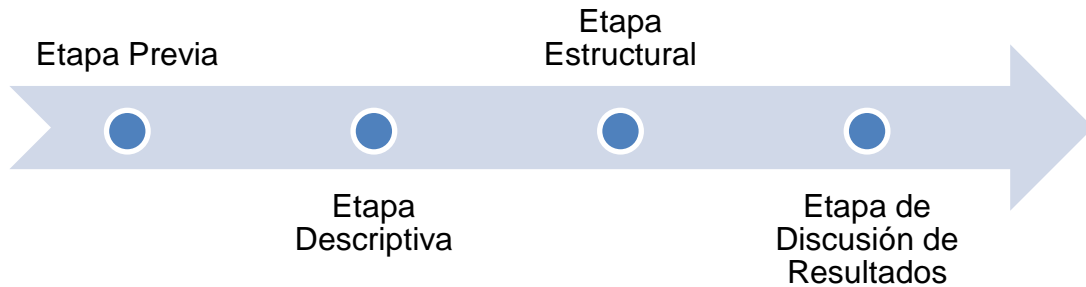 Etapa Previa
Etapa
Descriptiva
Etapa
Estructural
Etapa de
Discusión de
Resultados